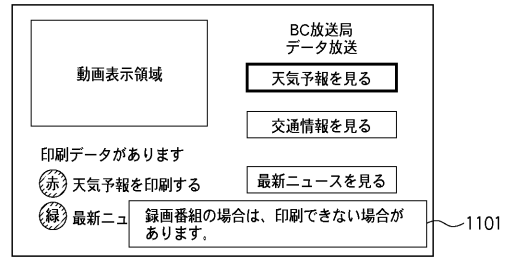 動画表示領域
BC放送局
データ放送
天気予報を見る
交通情報を見る
最新ニュースを見る
印刷データがあります
赤 天気予報を印刷する
緑 最新ニュ
録画番組の場合は、印刷できない場合が
あります。
1101